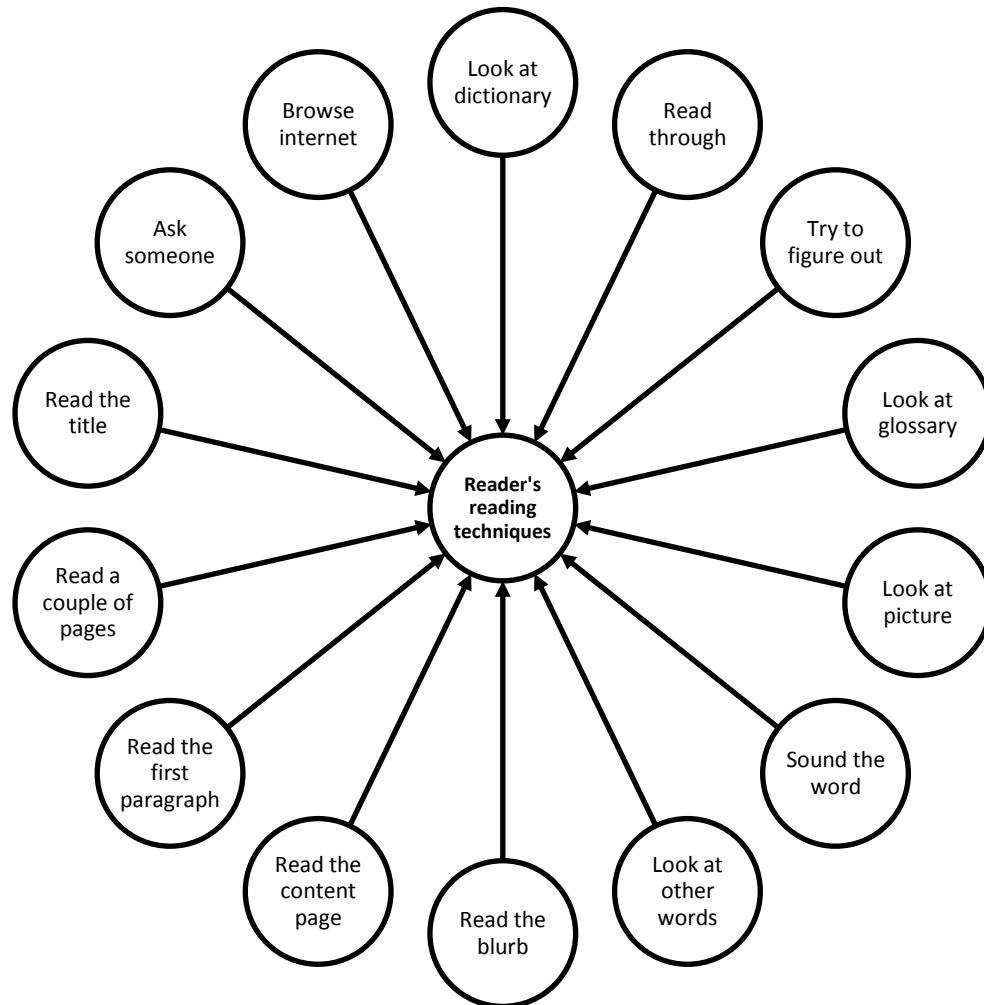 Look at
dictionary
Read
through
Try to
figure out
Look at
glossary
Look at
picture
Sound the
word
Look at
other
words
Read the
blurb
Read the
content
page
Read the
first
paragraph
Read a
couple of
pages
Read the
title
Ask
someone
Browse
internet
Reader's
reading
techniques